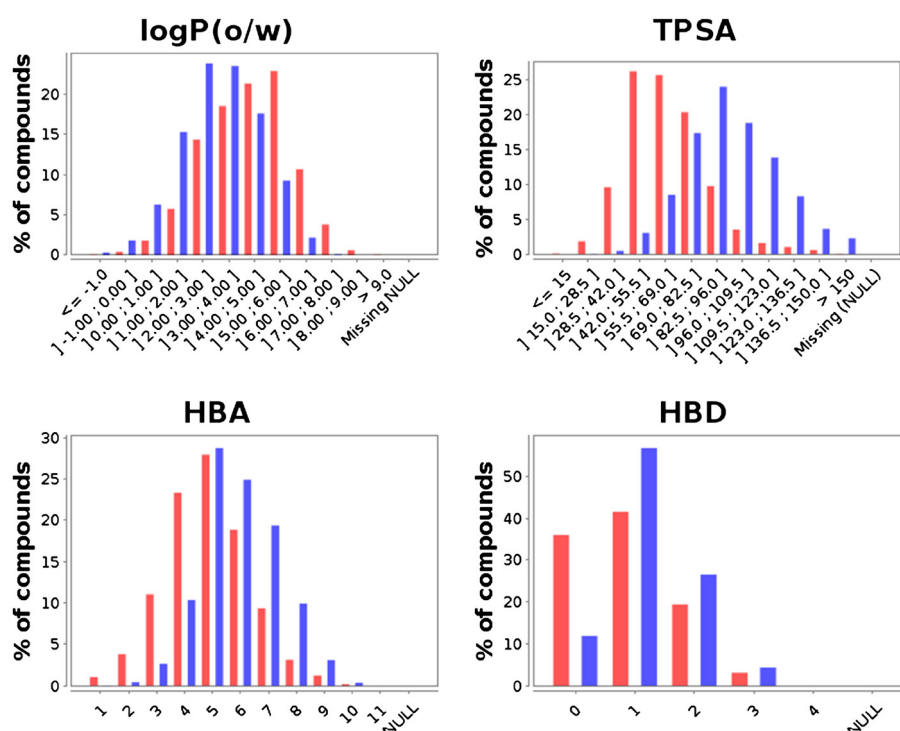 logP(o/w)
% of compounds
20
15
10
5
0
<= -1.0
] -1.00 ; 0.00 ]
] 0.00 ; 1.00 ]
] 1.00 ; 2.00 ]
] 2.00 ; 3.00 ]
] 3.00 ; 4.00 ]
] 4.00 ; 5.00 ]
] 5.00 ; 6.00 ]
] 6.00 ; 7.00 ]
] 7.00 ; 8.00 ]
] 8.00 ; 9.00 ]
> 9.0
Missing NULL
TPSA
% of compounds
25
20
15
10
5
0
<= 15
] 15.0 ; 28.5 ]
] 28.5 ; 42.0 ]
] 42.0 ; 55.5 ]
] 55.5 ; 69.0 ]
] 69.0 ; 82.5 ]
] 82.5 ; 96.0 ]
] 96.0 ; 109.5 ]
] 109.5 ; 123.0 ]
] 123.0 ; 136.5 ]
] 136.5 ; 150.0 ]
> 150
Missing (NULL)
HBA
% of compounds
30
25
20
15
10
5
0
1 2 3 4 5 6 7 8 9 10 11 NULL
HBD
% of compounds
50
40
30
20
10
0
0 1 2 3 4 NULL